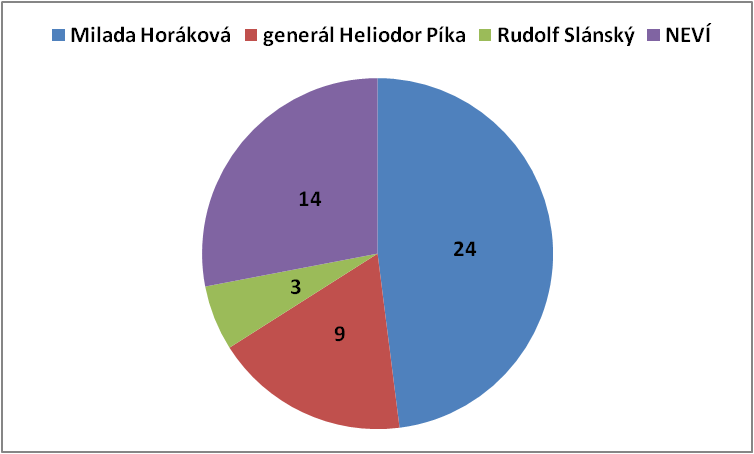 Milada Horáková generál Heliodor Píka Rudolf Slánský NEVÍ
14
24
3
9